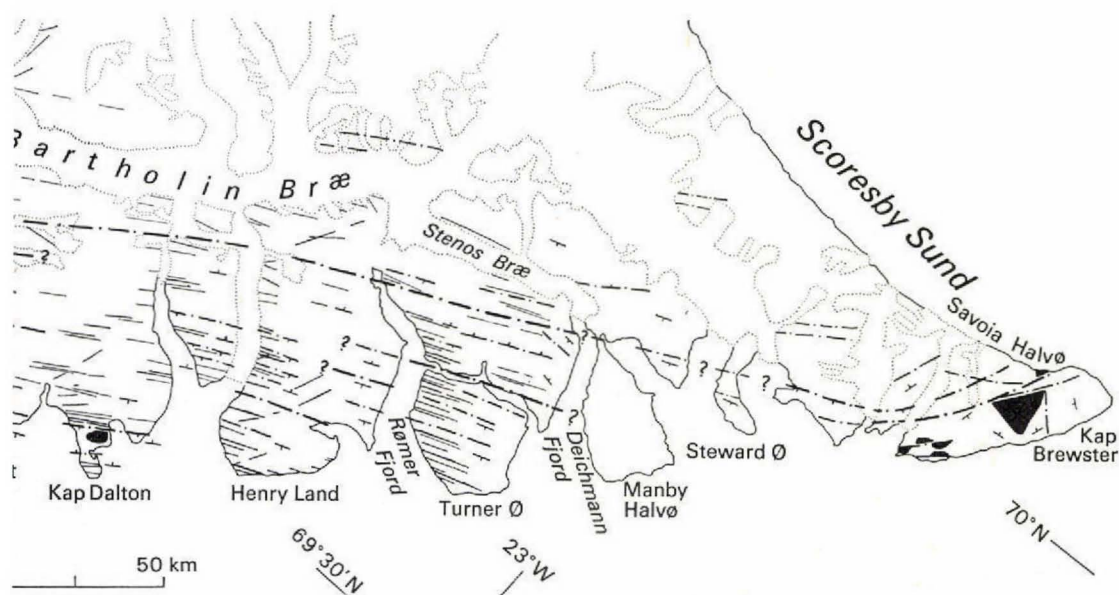 Bartholin Bræ
Scoresby Sund
Stenos Bræ
Savoia Halvø
?
?
?
?
?
?
?
Kap
Brewster
Rømer
Fjord
Deichmann
Fjord
Steward Ø
t
Kap Dalton
Henry Land
Turner Ø
Manby
Halvø
50 km
69°30'N
23°W
70°N